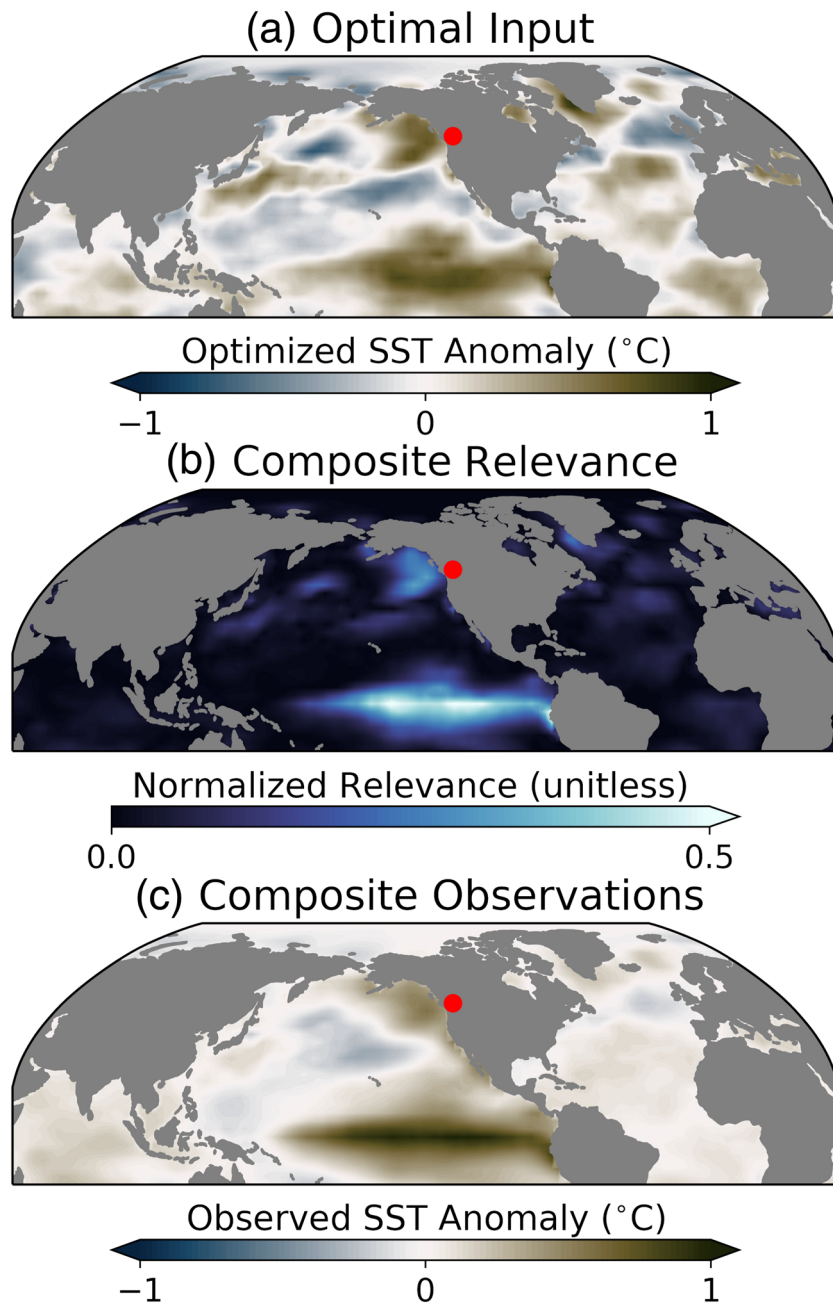 (a) Optimal Input
Optimized SST Anomaly (°C)
−1 0 1
(b) Composite Relevance
Normalized Relevance (unitless)
0.0 0.5
(c) Composite Observations
Observed SST Anomaly (°C)
−1 0 1